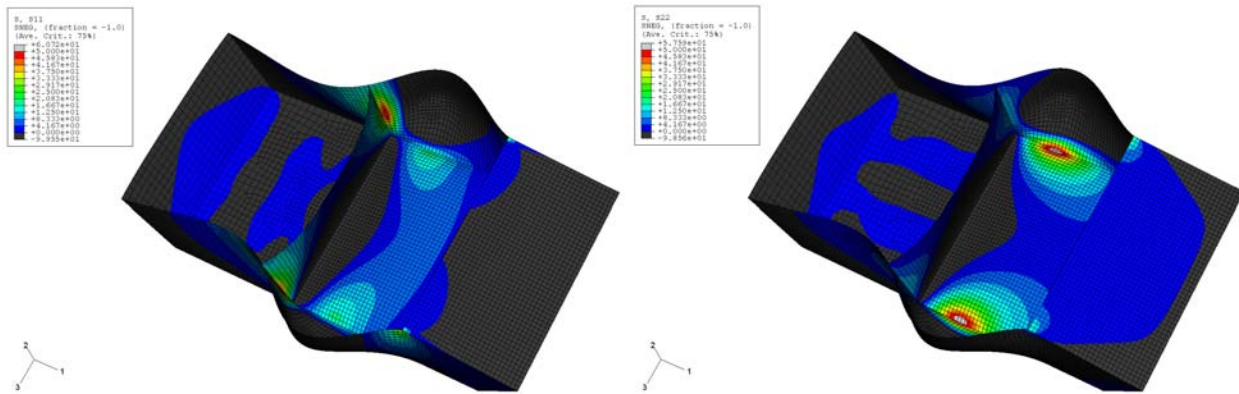 S, S11
SNEG, (fraction = -1.0)
(Ave. Crit.: 75%)
+6.072e+01
+5.000e+01
+4.583e+01
+4.167e+01
+3.750e+01
+3.333e+01
+2.917e+01
+2.500e+01
+2.083e+01
+1.667e+01
+1.250e+01
+8.333e+00
+4.167e+00
+0.000e+00
-9.955e+01
2
1
3
S, S22
SNEG, (fraction = -1.0)
(Ave. Crit.: 75%)
+5.759e+01
+5.000e+01
+4.583e+01
+4.167e+01
+3.750e+01
+3.333e+01
+2.917e+01
+2.500e+01
+2.083e+01
+1.667e+01
+1.250e+01
+8.333e+00
+4.167e+00
+0.000e+00
-9.856e+01
2
1
3